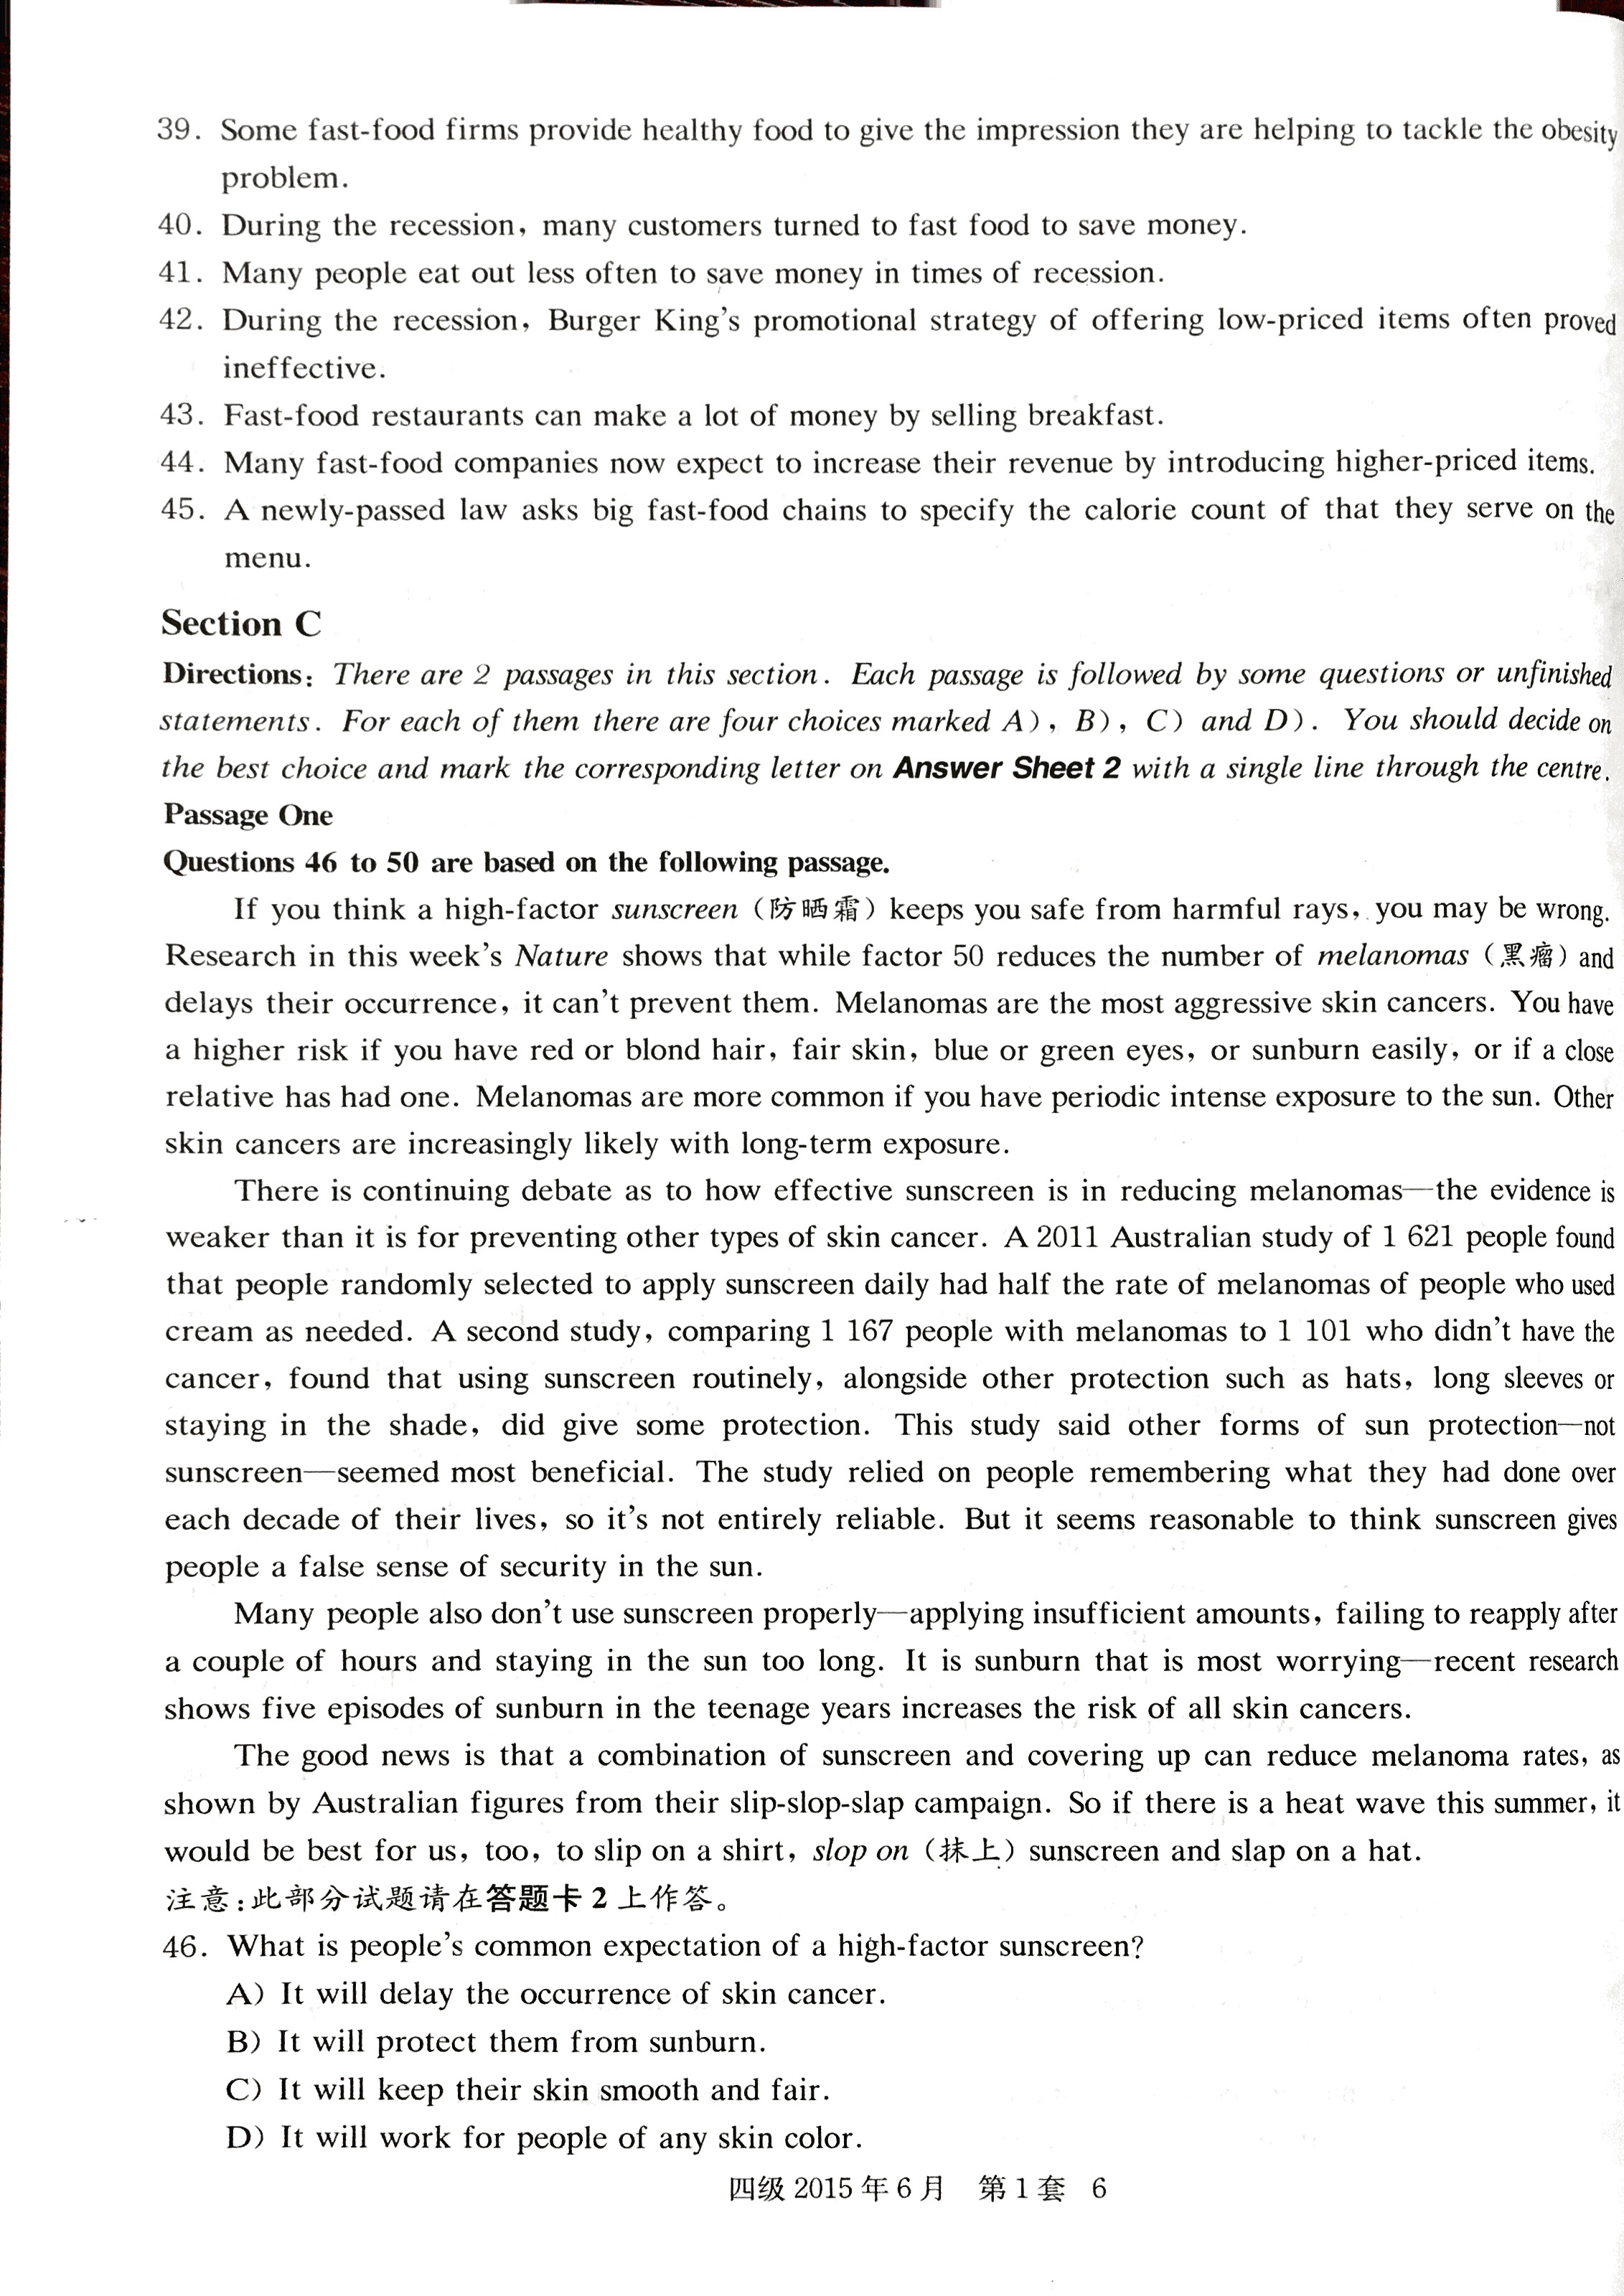 39. Some fast-food firms provide healthy food to give the impression they are helping to tackle the obesity
problem.
40. During the recession, many customers turned to fast food to save money.
41. Many people eat out less often to save money in times of recession.
42. During the recession, Burger King's promotional strategy of offering low-priced items often proved
ineffective.
43. Fast-food restaurants can make a lot of money by selling breakfast.
44. Many fast-food companies now expect to increase their revenue by introducing higher-priced items.
45. A newly-passed law asks big fast-food chains to specify the calorie count of that they serve on the
menu.
Section C
Directions: There are 2 passages in this section. Each passage is followed by some questions or unfinished
statements. For each of them there are four choices marked A), B), C) and D). You should decide on
the best choice and mark the corresponding letter on Answer Sheet 2 with a single line through the centre.
Passage One
Questions 46 to 50 are based on the following passage.
If you think a high-factor sunscreen (防晒霜) keeps you safe from harmful rays, you may be wrong.
Research in this week's Nature shows that while factor 50 reduces the number of melanomas (黑瘤) and
delays their occurrence, it can't prevent them. Melanomas are the most aggressive skin cancers. You have
a higher risk if you have red or blond hair, fair skin, blue or green eyes, or sunburn easily, or if a close
relative has had one. Melanomas are more common if you have periodic intense exposure to the sun. Other
skin cancers are increasingly likely with long-term exposure.
There is continuing debate as to how effective sunscreen is in reducing melanomas—the evidence is
weaker than it is for preventing other types of skin cancer. A 2011 Australian study of 1 621 people found
that people randomly selected to apply sunscreen daily had half the rate of melanomas of people who used
cream as needed. A second study, comparing 1 167 people with melanomas to 1 101 who didn't have the
cancer, found that using sunscreen routinely, alongside other protection such as hats, long sleeves or
staying in the shade, did give some protection. This study said other forms of sun protection—not
sunscreen—seemed most beneficial. The study relied on people remembering what they had done over
each decade of their lives, so it's not entirely reliable. But it seems reasonable to think sunscreen gives
people a false sense of security in the sun.
Many people also don't use sunscreen properly—applying insufficient amounts, failing to reapply after
a couple of hours and staying in the sun too long. It is sunburn that is most worrying—recent research
shows five episodes of sunburn in the teenage years increases the risk of all skin cancers.
The good news is that a combination of sunscreen and covering up can reduce melanoma rates, as
shown by Australian figures from their slip-slop-slap campaign. So if there is a heat wave this summer, it
would be best for us, too, to slip on a shirt, slop on (抹上) sunscreen and slap on a hat.
注意:此部分试题请在答题卡 2 上作答。
46. What is people's common expectation of a high-factor sunscreen?
A) It will delay the occurrence of skin cancer.
B) It will protect them from sunburn.
C) It will keep their skin smooth and fair.
D) It will work for people of any skin color.
四级 2015 年 6 月 第 1 套 6